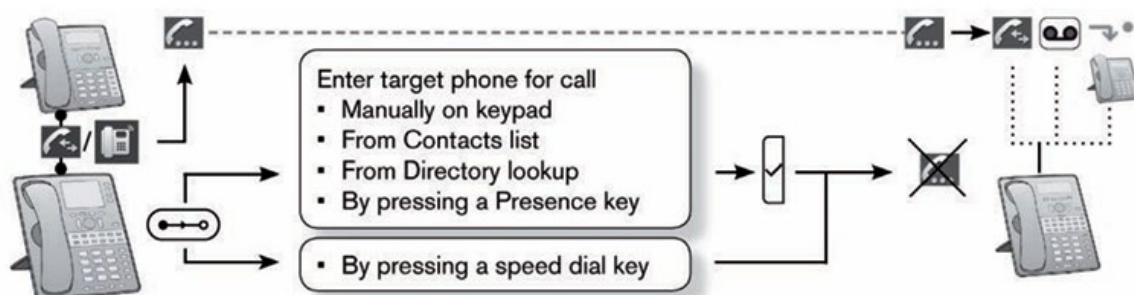 Enter target phone for call
▪ Manually on keypad
▪ From Contacts list
▪ From Directory lookup
▪ By pressing a Presence key
▪ By pressing a speed dial key